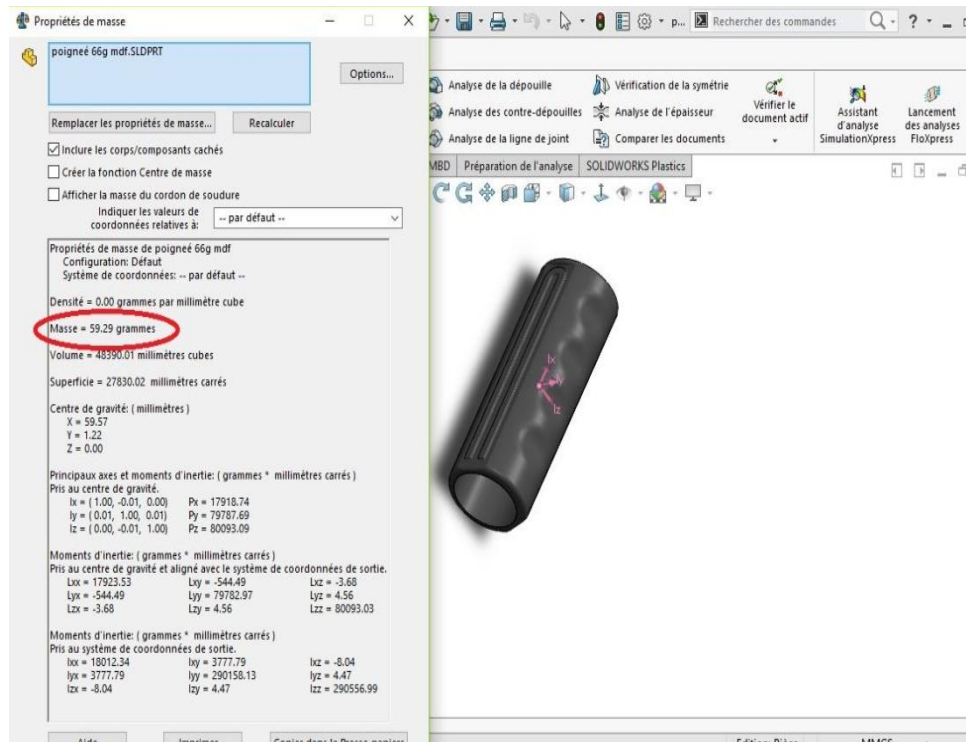 Propriétés de masse
poigneé 66g mdf.SLDPRT
Options...
Remplacer les propriétés de masse...
Recalculer
Inclure les corps/composants cachés
Créer la fonction Centre de masse
Afficher la masse du cordon de soudure
Indiquer les valeurs de
coordonnées relatives à:
-- par défaut --
Propriétés de masse de poigneé 66g mdf
Configuration: Défaut
Système de coordonnées: -- par défaut --
Densité = 0.00 grammes par millimètre cube
Masse = 59.29 grammes
Volume = 48390.01 millimètres cubes
Superficie = 27830.02 millimètres carrés
Centre de gravité: ( millimètres )
X = 59.57
Y = 1.22
Z = 0.00
Principaux axes et moments d'inertie: ( grammes * millimètres carrés )
Pris au centre de gravité.
Ix = ( 1.00, -0.01, 0.00) Px = 17918.74
Iy = ( 0.01, 1.00, 0.01) Py = 79787.69
Iz = ( 0.00, -0.01, 1.00) Pz = 80093.09
Moments d'inertie: ( grammes * millimètres carrés )
Pris au centre de gravité et aligné avec le système de coordonnées de sortie.
Lxx = 17923.53 Lxy = -544.49 Lxz = -3.68
Lyx = -544.49 Lyy = 79782.97 Lyz = 4.56
Lzx = -3.68 Lzy = 4.56 Lzz = 80093.03
Moments d'inertie: ( grammes * millimètres carrés )
Pris au système de coordonnées de sortie.
Ixx = 18012.34 Ixy = 3777.79 Ixz = -8.04
Iyx = 3777.79 Iyy = 290158.13 Iyz = 4.47
Izx = -8.04 Izy = 4.47 Izz = 290556.99
Aide
Imprimer
Copier dans le Presse-papiers
p...
Rechercher des commandes
Analyse de la dépouille
Vérification de la symétrie
Analyse des contre-dépouilles
Analyse de l'épaisseur
Analyse de la ligne de joint
Comparer les documents
Vérifier le
document actif
Assistant
d'analyse
SimulationXpress
Lancement
des analyses
FloXpress
MBD
Préparation de l'analyse
SOLIDWORKS Plastics
Ix
Iy
Iz
Edition: Pièce
MMGS